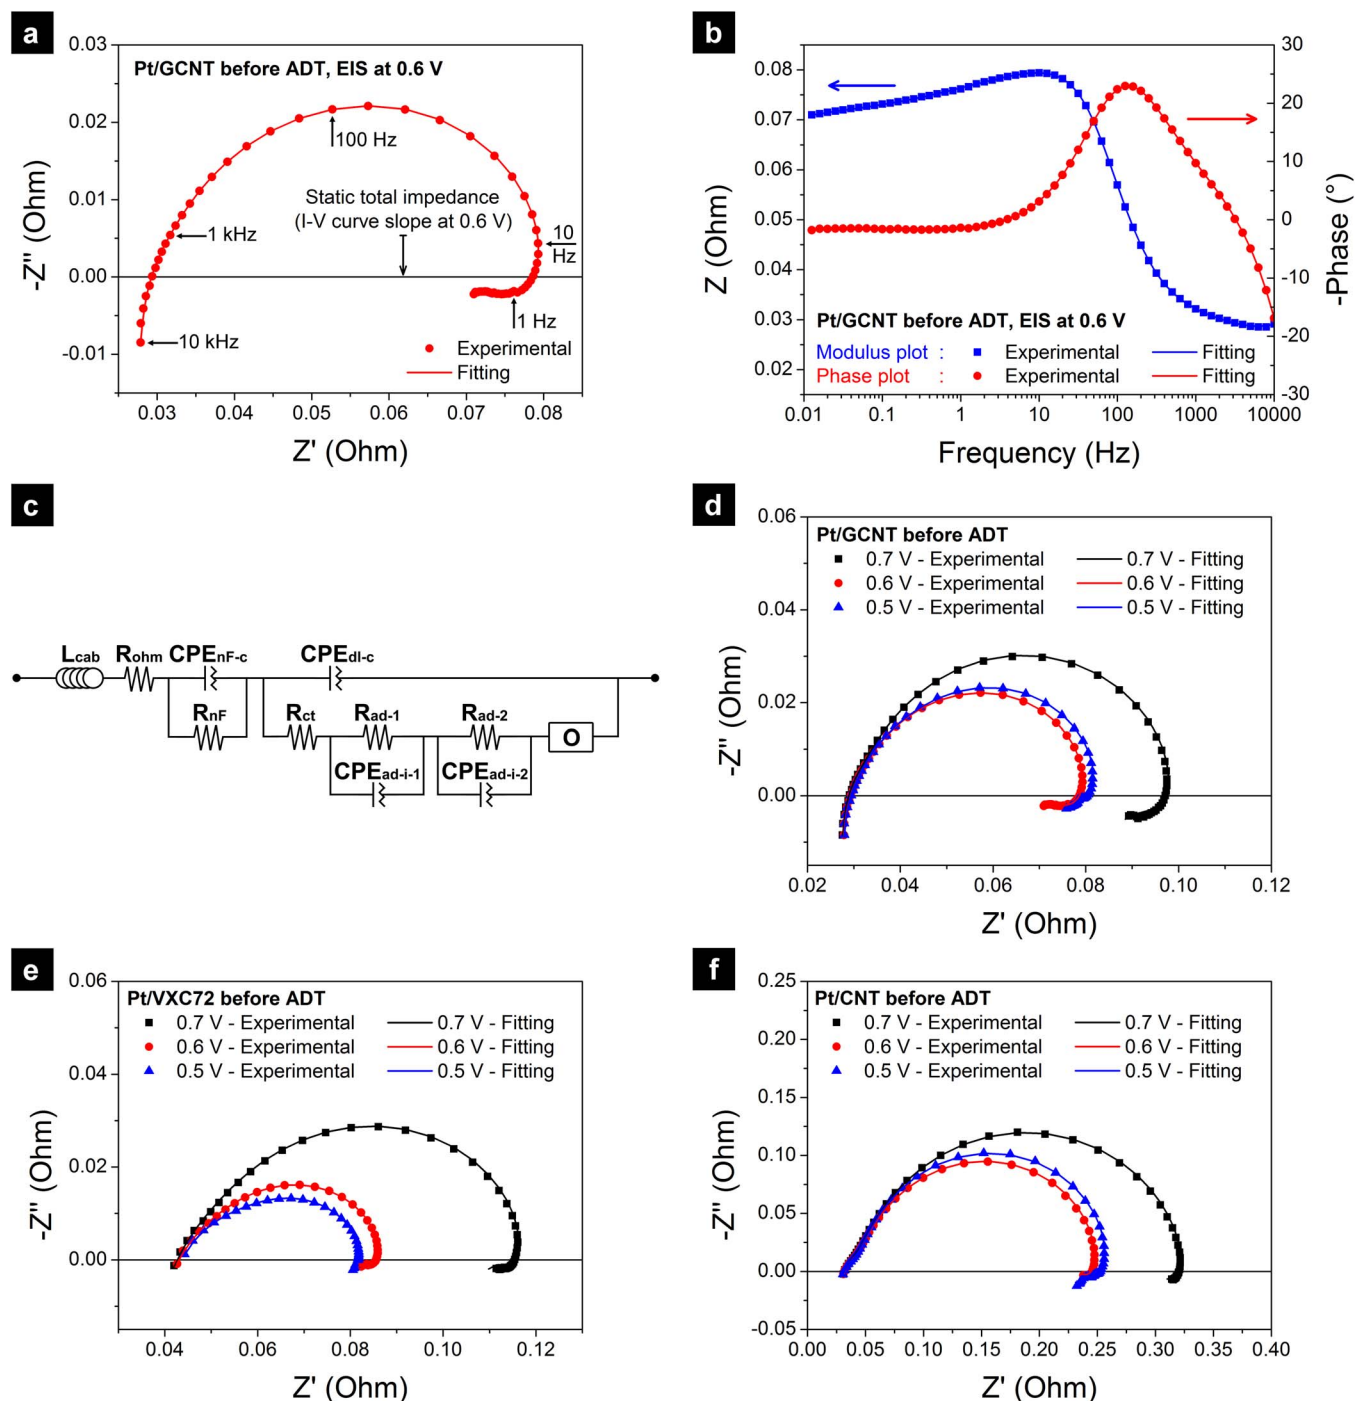 a
Pt/GCNT before ADT, EIS at 0.6 V
0.03
0.02
0.01
0.00
-0.01
-Z'' (Ohm)
100 Hz
Static total impedance
(I-V curve slope at 0.6 V)
1 kHz
10
Hz
1 Hz
10 kHz
Experimental
Fitting
0.03 0.04 0.05 0.06 0.07 0.08
Z' (Ohm)
b
0.08
0.07
0.06
0.05
0.04
0.03
0.02
Z (Ohm)
30
20
10
0
-10
-20
-30
-Phase (°)
Pt/GCNT before ADT, EIS at 0.6 V
Modulus plot : Experimental Fitting
Phase plot : Experimental Fitting
0.01 0.1 1 10 100 1000 10000
Frequency (Hz)
c
Lcab Rohm CPEnF-c CPEdl-c
RnF Rct Rad-1 Rad-2 O
CPEad-i-1 CPEad-i-2
d
Pt/GCNT before ADT
0.7 V - Experimental 0.7 V - Fitting
0.6 V - Experimental 0.6 V - Fitting
0.5 V - Experimental 0.5 V - Fitting
0.06
0.04
0.02
0.00
-Z'' (Ohm)
0.02 0.04 0.06 0.08 0.10 0.12
Z' (Ohm)
e
Pt/VXC72 before ADT
0.7 V - Experimental 0.7 V - Fitting
0.6 V - Experimental 0.6 V - Fitting
0.5 V - Experimental 0.5 V - Fitting
0.06
0.04
0.02
0.00
-Z'' (Ohm)
0.04 0.06 0.08 0.10 0.12
Z' (Ohm)
f
Pt/CNT before ADT
0.7 V - Experimental 0.7 V - Fitting
0.6 V - Experimental 0.6 V - Fitting
0.5 V - Experimental 0.5 V - Fitting
0.25
0.20
0.15
0.10
0.05
0.00
-0.05
-Z'' (Ohm)
0.00 0.05 0.10 0.15 0.20 0.25 0.30 0.35 0.40
Z' (Ohm)